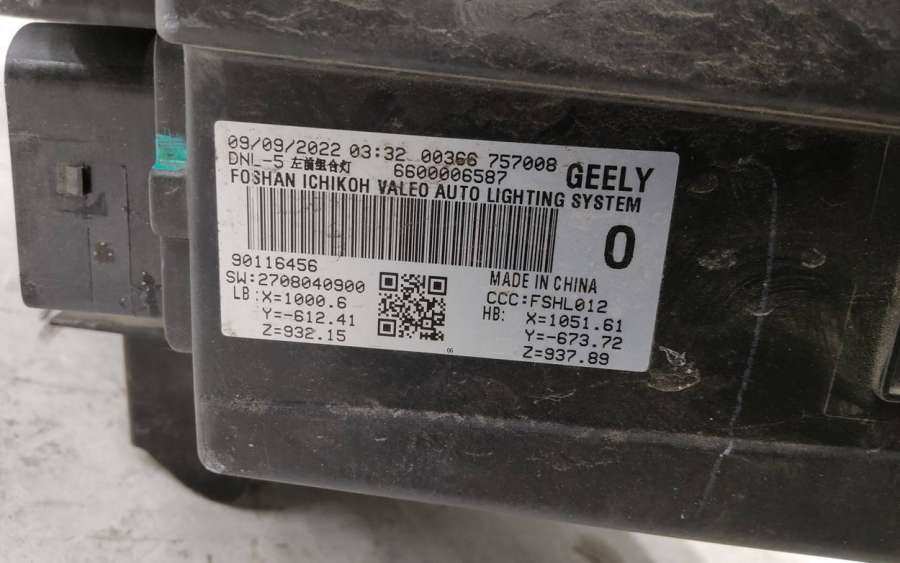 09/09/2022 03:32 00366 757008
DNL-5 左前组合灯 6600006587 GEELY
FOSHAN ICHIKOH VALEO AUTO LIGHTING SYSTEM
0
90116456
SW:2708040900
LB: X=1000.6
Y=-612.41
Z=932.15
06
MADE IN CHINA
CCC:FSHL012
HB: X=1051.61
Y=-673.72
Z=937.89